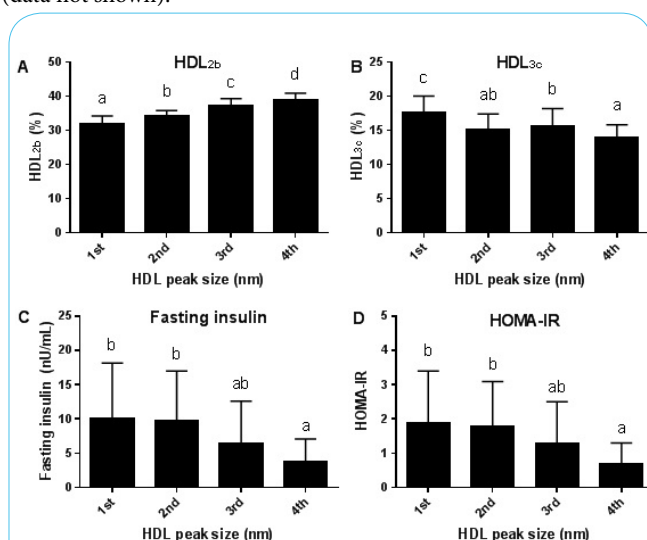 (data not shown).
A HDL2b
HDL2b (%)
50
40
30
20
10
0
a b c d
1st 2nd 3rd 4th
HDL peak size (nm)
B HDL3c
HDL3c (%)
25
20
15
10
5
0
c ab b a
1st 2nd 3rd 4th
HDL peak size (nm)
C Fasting insulin
Fasting insulin (nU/mL)
25
20
15
10
5
0
b b ab a
1st 2nd 3rd 4th
HDL peak size (nm)
D HOMA-IR
HOMA-IR
5
4
3
2
1
0
b b ab a
1st 2nd 3rd 4th
HDL peak size (nm)